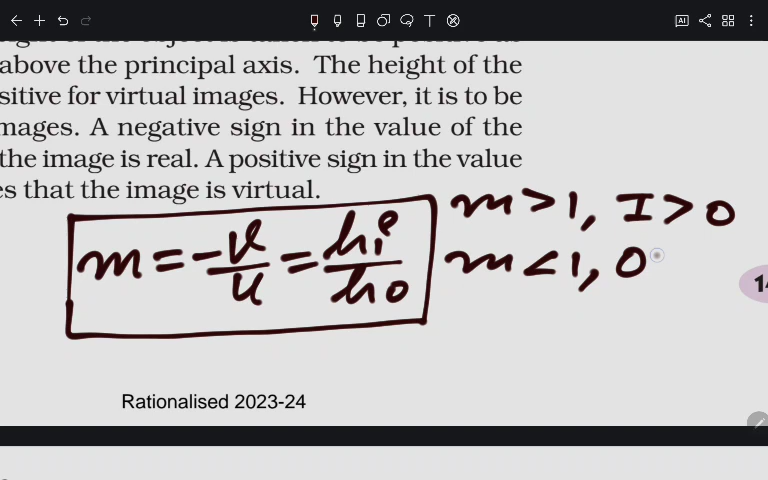 above the principal axis. The height of the
sitive for virtual images. However, it is to be
mages. A negative sign in the value of the
the image is real. A positive sign in the value
es that the image is virtual.
m = -v/u = hi/ho
m > 1, I > O
m < 1, O
14
Rationalised 2023-24